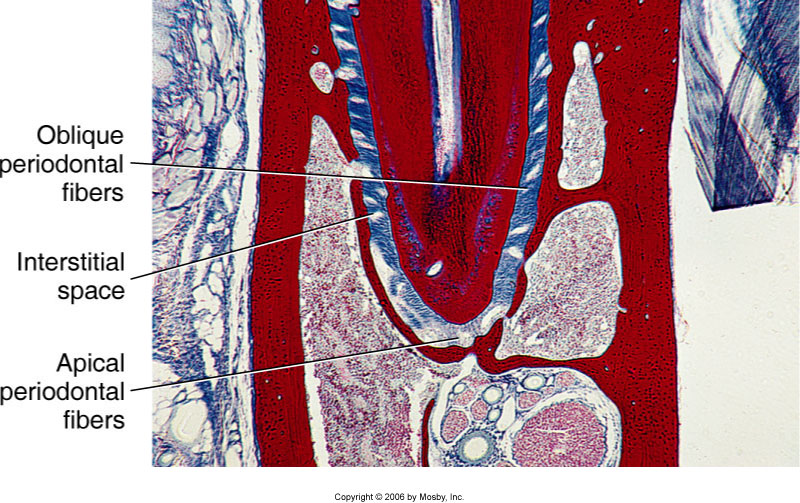 Oblique
periodontal
fibers
Interstitial
space
Apical
periodontal
fibers
Copyright © 2006 by Mosby, Inc.